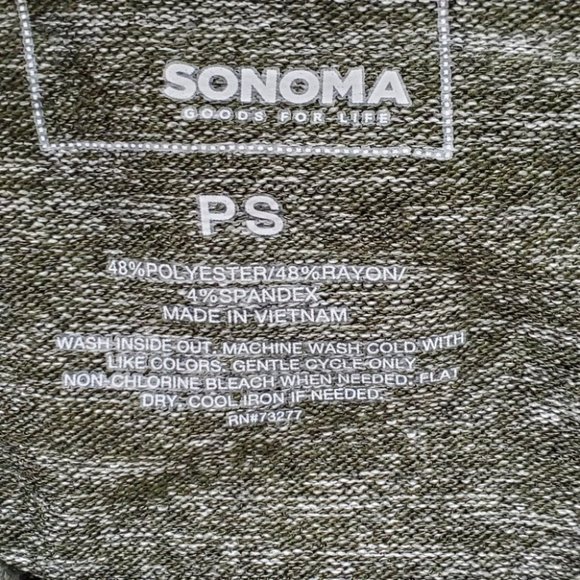 SONOMA
GOODS FOR LIFE
PS
48%POLYESTER/48%RAYON/
4%SPANDEX
MADE IN VIETNAM
WASH INSIDE OUT. MACHINE WASH COLD WITH
LIKE COLORS; GENTLE CYCLE ONLY
NON-CHLORINE BLEACH WHEN NEEDED; FLAT
DRY. COOL IRON IF NEEDED.
RN#73277